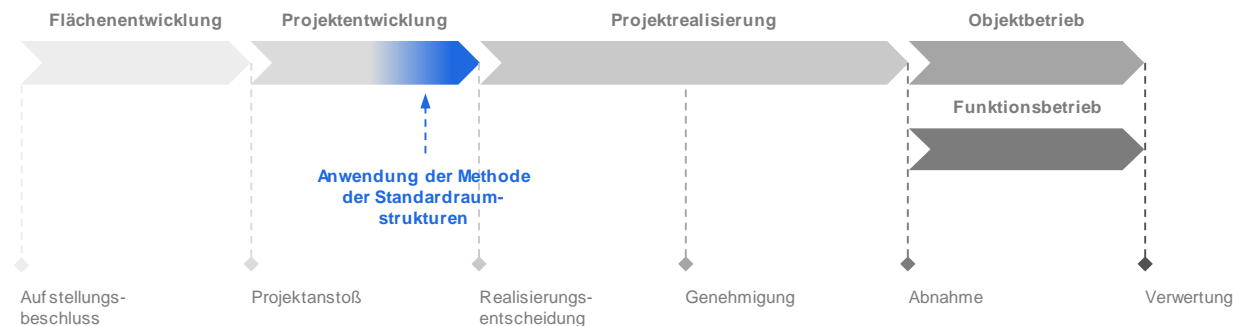 Flächenentwicklung
Projektentwicklung
Projektrealisierung
Objektbetrieb
Funktionsbetrieb
Anwendung der Methode
der Standardraum-
strukturen
Aufstellungs-
beschluss
Projektanstoß
Realisierungs-
entscheidung
Genehmigung
Abnahme
Verwertung